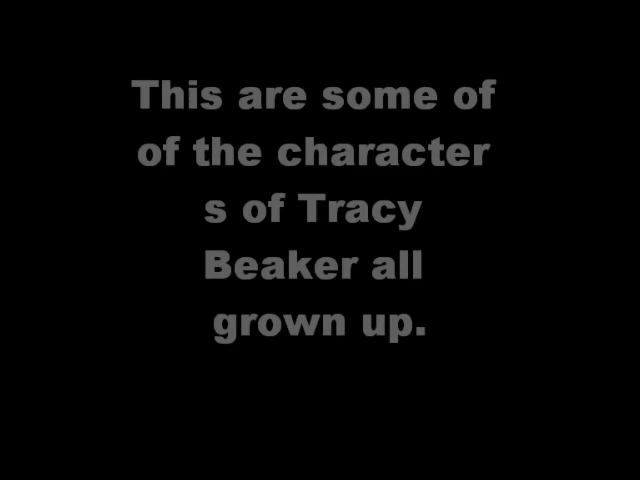 This are some of
of the character
s of Tracy
Beaker all
grown up.